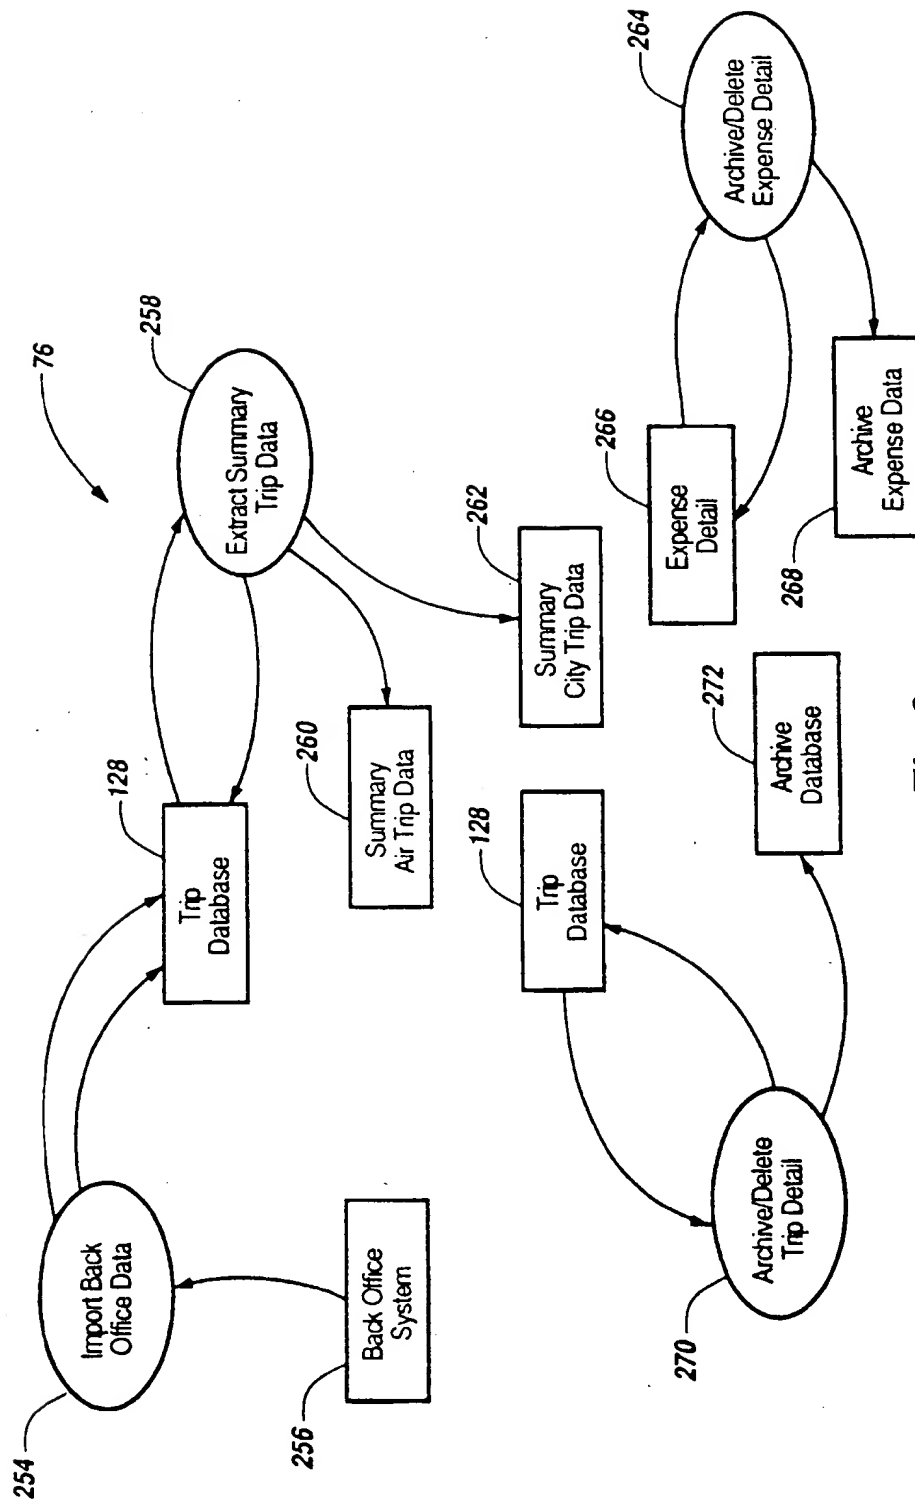 76
254
Import Back
Office Data
256
Back Office
System
128
Trip
Database
258
Extract Summary
Trip Data
260
Summary
Air Trip Data
262
Summary
City Trip Data
270
Archive/Delete
Trip Detail
128
Trip
Database
272
Archive
Database
266
Expense
Detail
264
Archive/Delete
Expense Detail
268
Archive
Expense Data